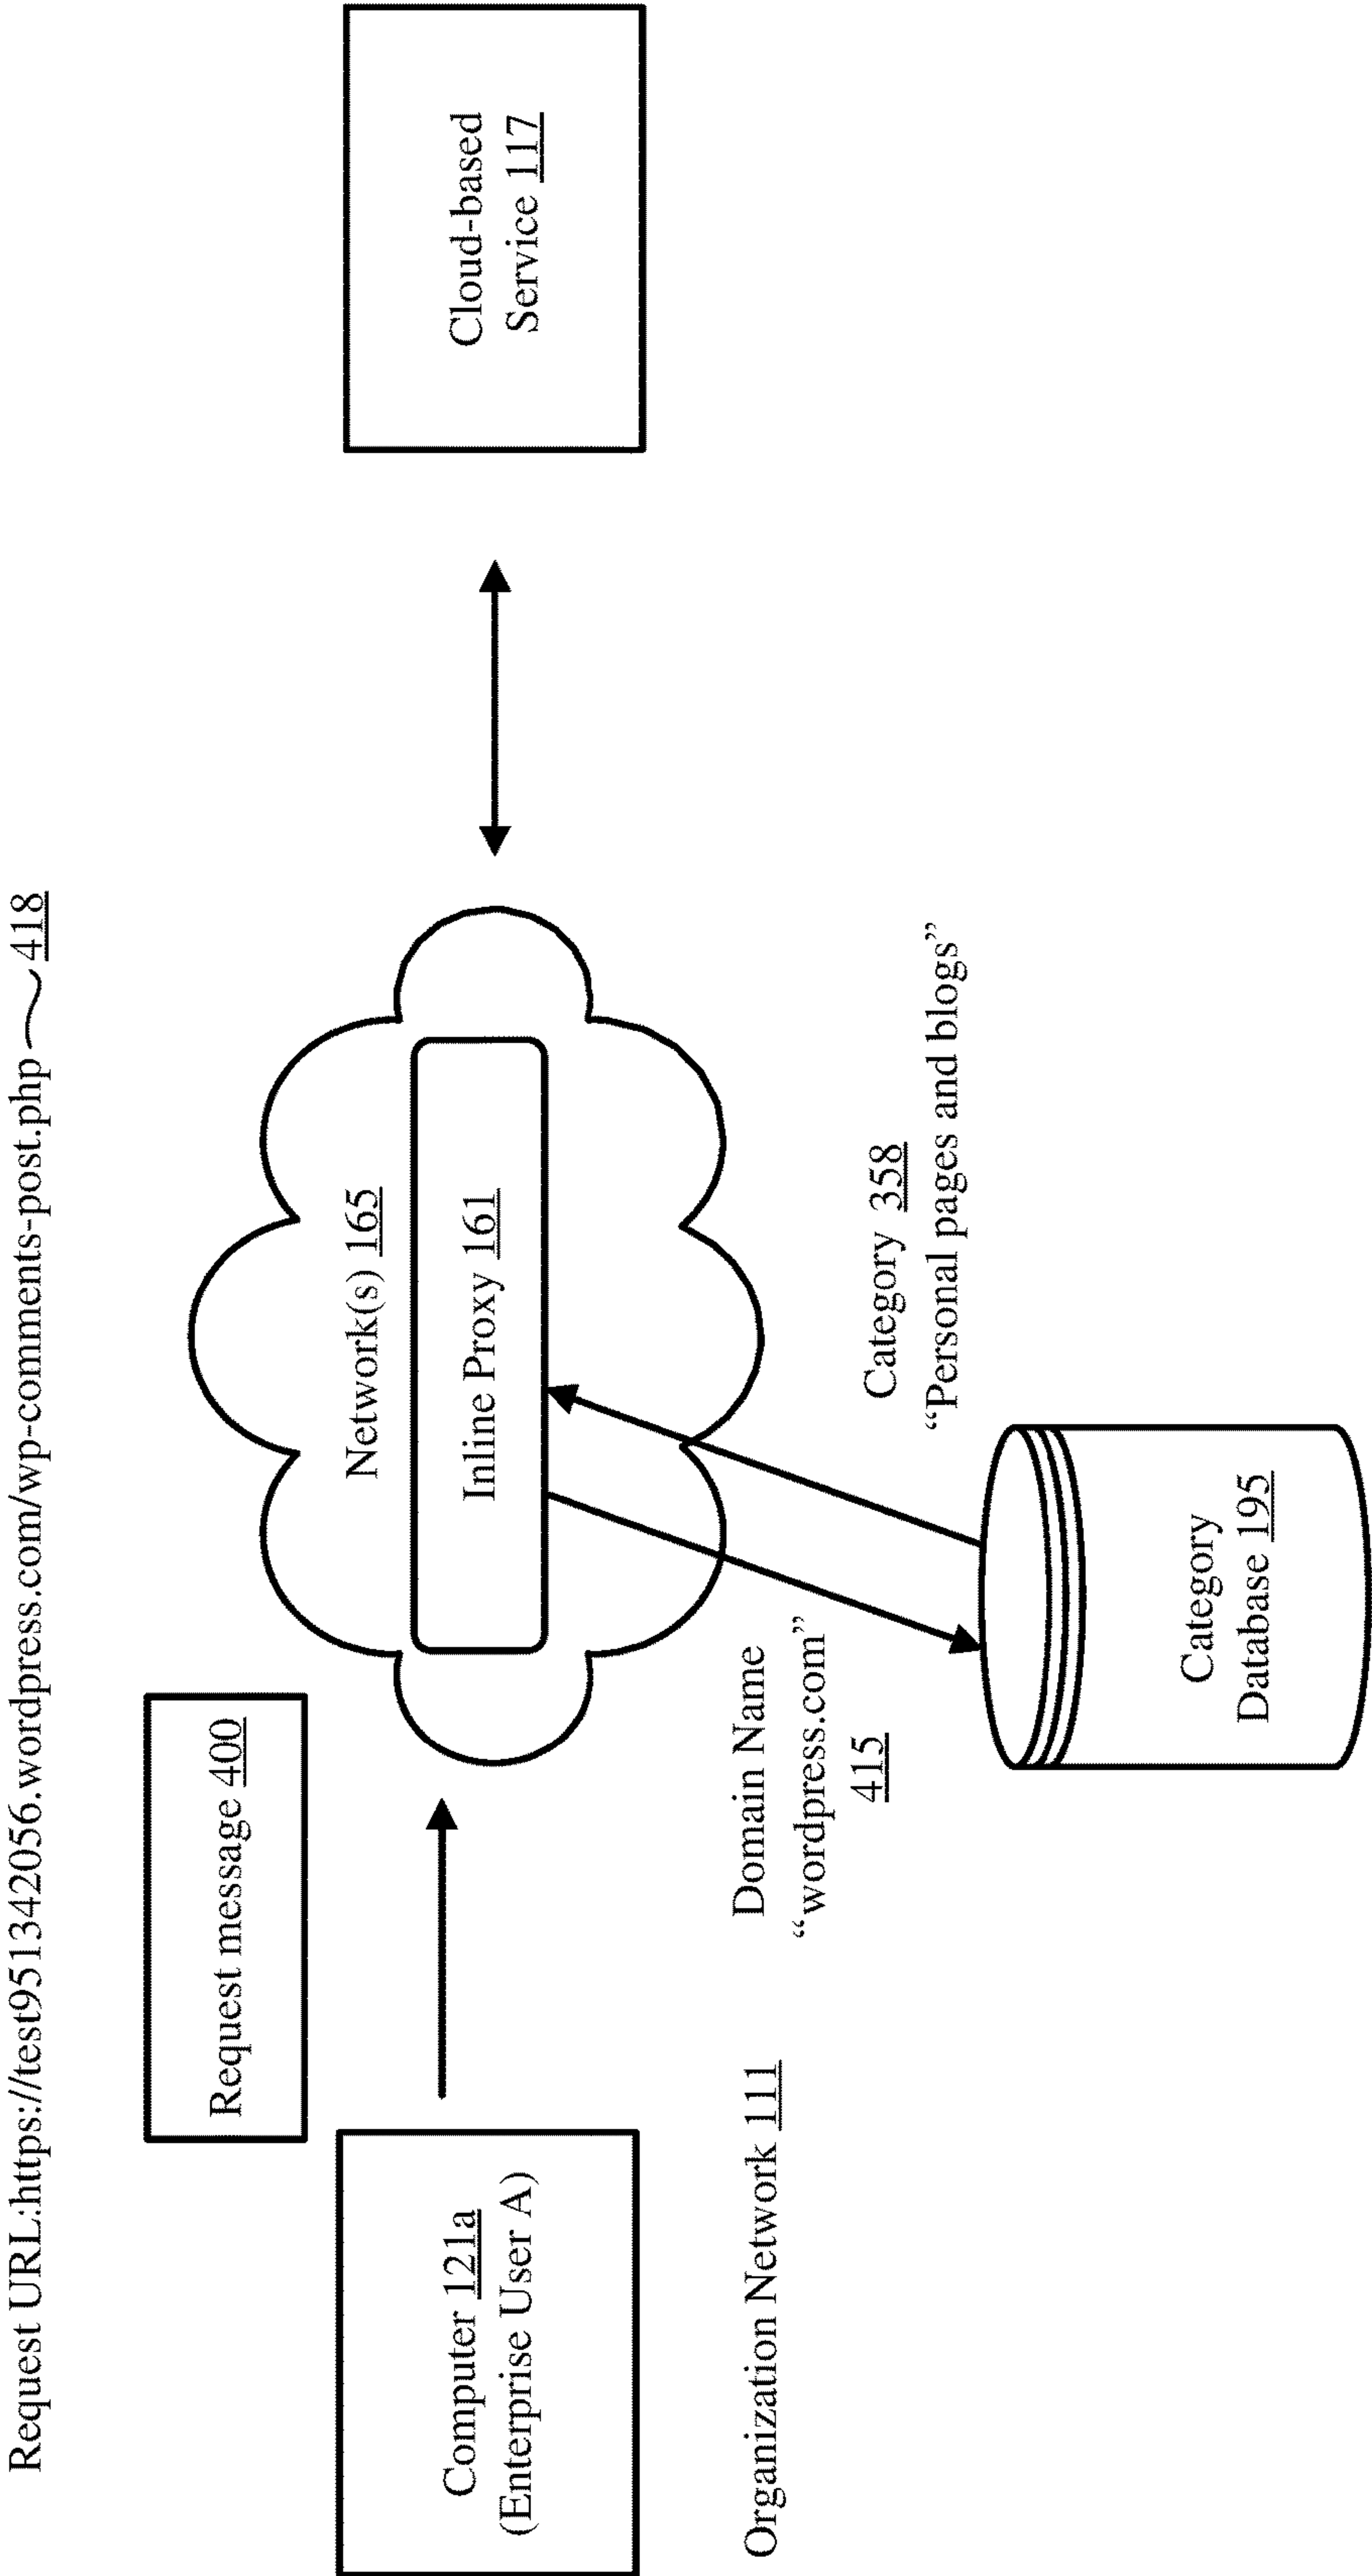 Request URL:https://test951342056.wordpress.com/wp-comments-post.php 418
Request message 400
Computer 121a
(Enterprise User A)
Network(s) 165
Inline Proxy 161
Cloud-based
Service 117
Organization Network 111
Domain Name
“wordpress.com”
415
Category 358
“Personal pages and blogs”
Category
Database 195